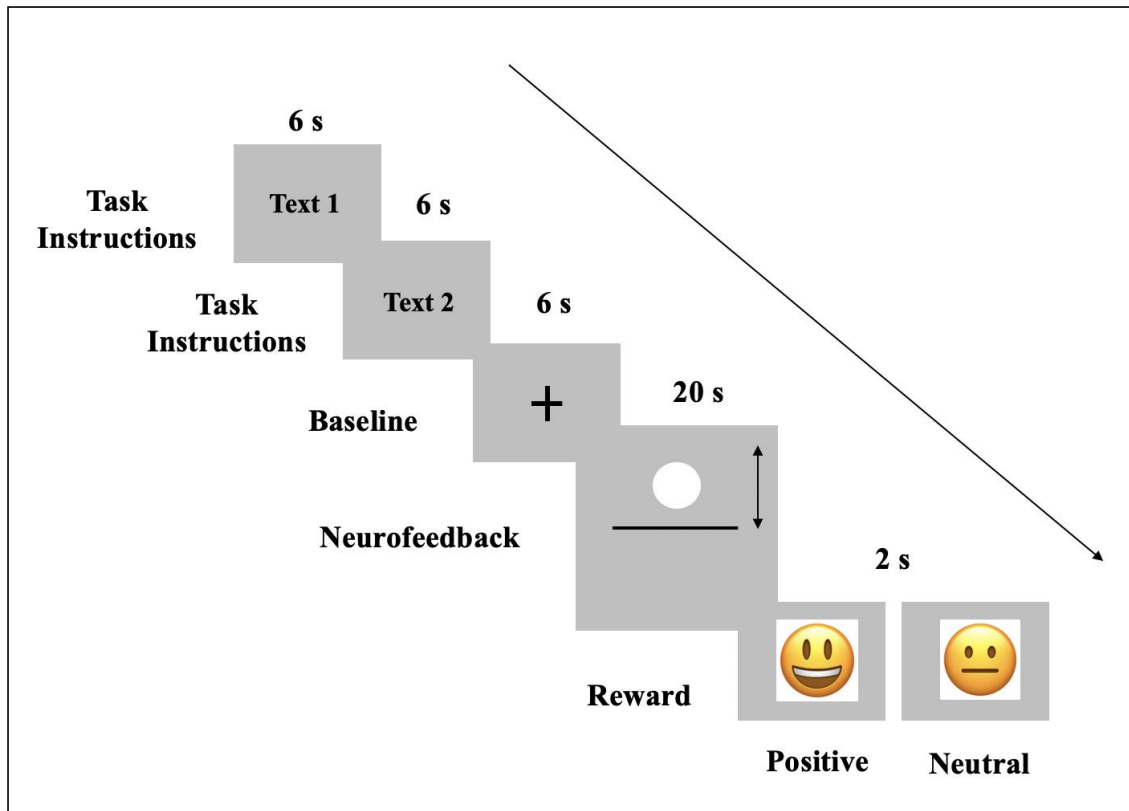 6 s
Task
Instructions
Text 1
6 s
Task
Instructions
Text 2
6 s
Baseline
20 s
Neurofeedback
2 s
Reward
Positive
Neutral